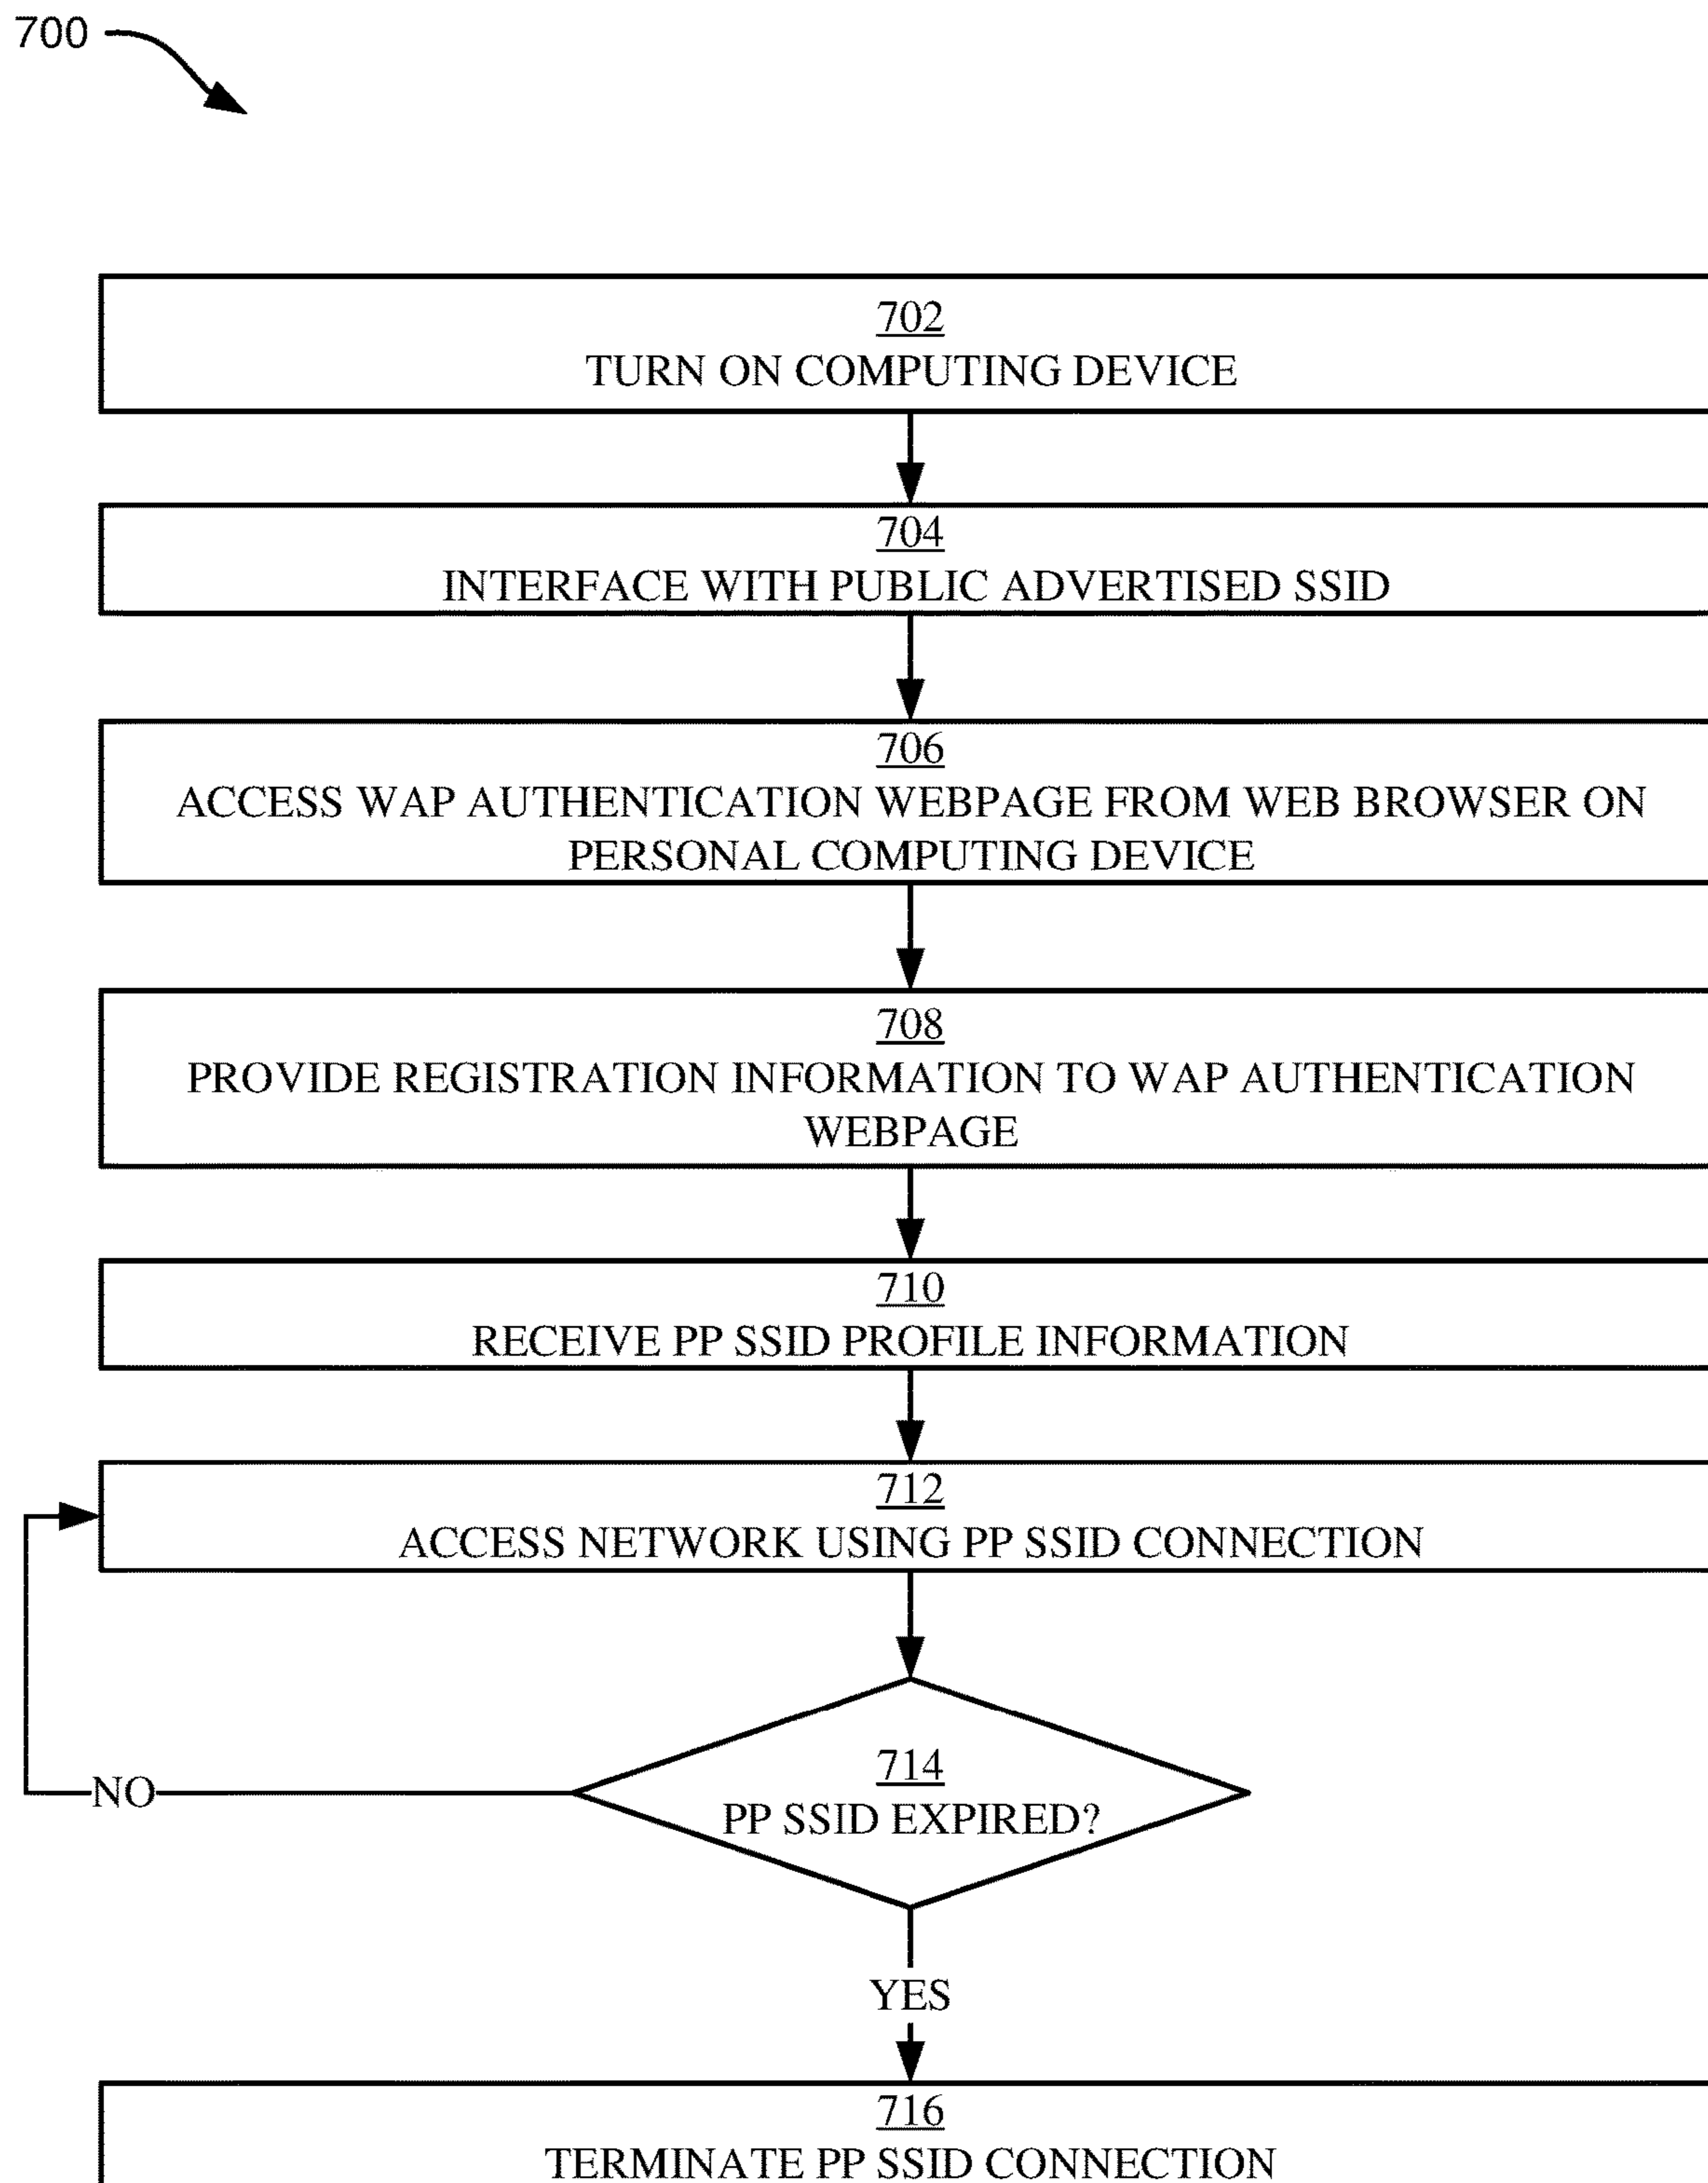 700
702
TURN ON COMPUTING DEVICE
704
INTERFACE WITH PUBLIC ADVERTISED SSID
706
ACCESS WAP AUTHENTICATION WEBPAGE FROM WEB BROWSER ON
PERSONAL COMPUTING DEVICE
708
PROVIDE REGISTRATION INFORMATION TO WAP AUTHENTICATION
WEBPAGE
710
RECEIVE PP SSID PROFILE INFORMATION
712
ACCESS NETWORK USING PP SSID CONNECTION
714
PP SSID EXPIRED?
NO
YES
716
TERMINATE PP SSID CONNECTION